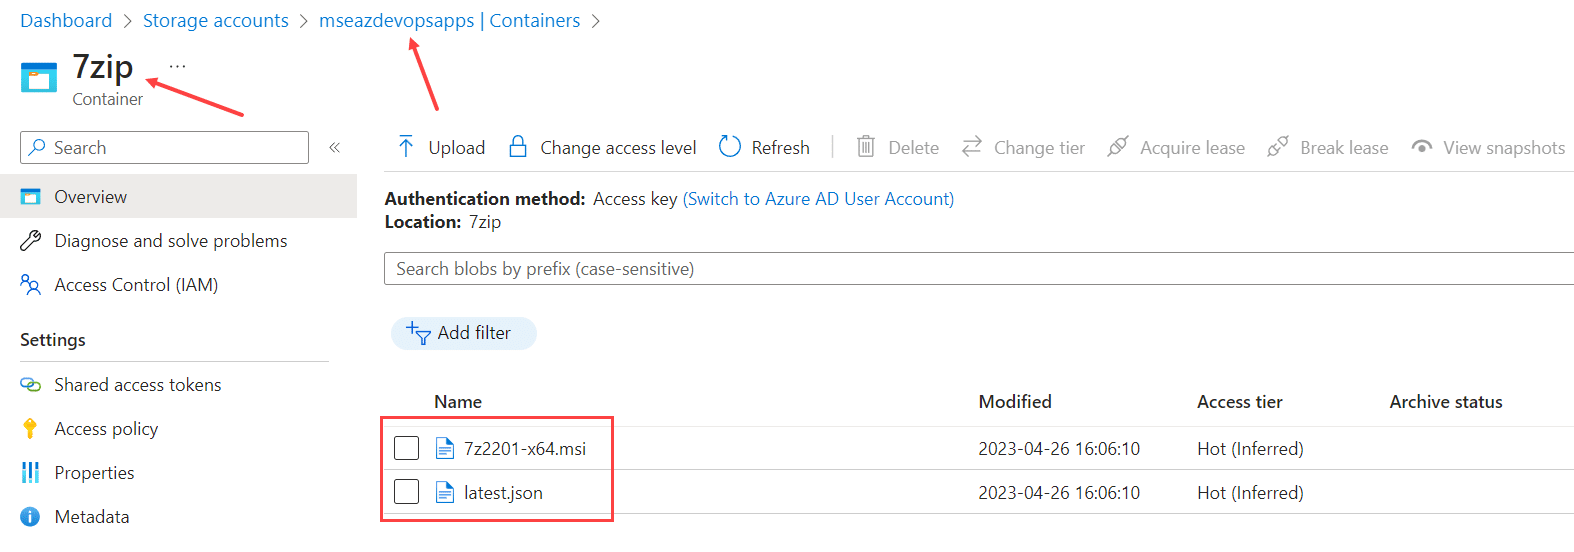 Dashboard > Storage accounts > mseazdevopsapps | Containers >
7zip ...
Container
Search «
Upload Change access level Refresh | Delete Change tier Acquire lease Break lease View snapshots
Overview
Authentication method: Access key (Switch to Azure AD User Account)
Location: 7zip
Diagnose and solve problems
Search blobs by prefix (case-sensitive)
Access Control (IAM)
Settings
Add filter
Shared access tokens
Name Modified Access tier Archive status
Access policy
7z2201-x64.msi 2023-04-26 16:06:10 Hot (Inferred)
Properties
latest.json 2023-04-26 16:06:10 Hot (Inferred)
Metadata